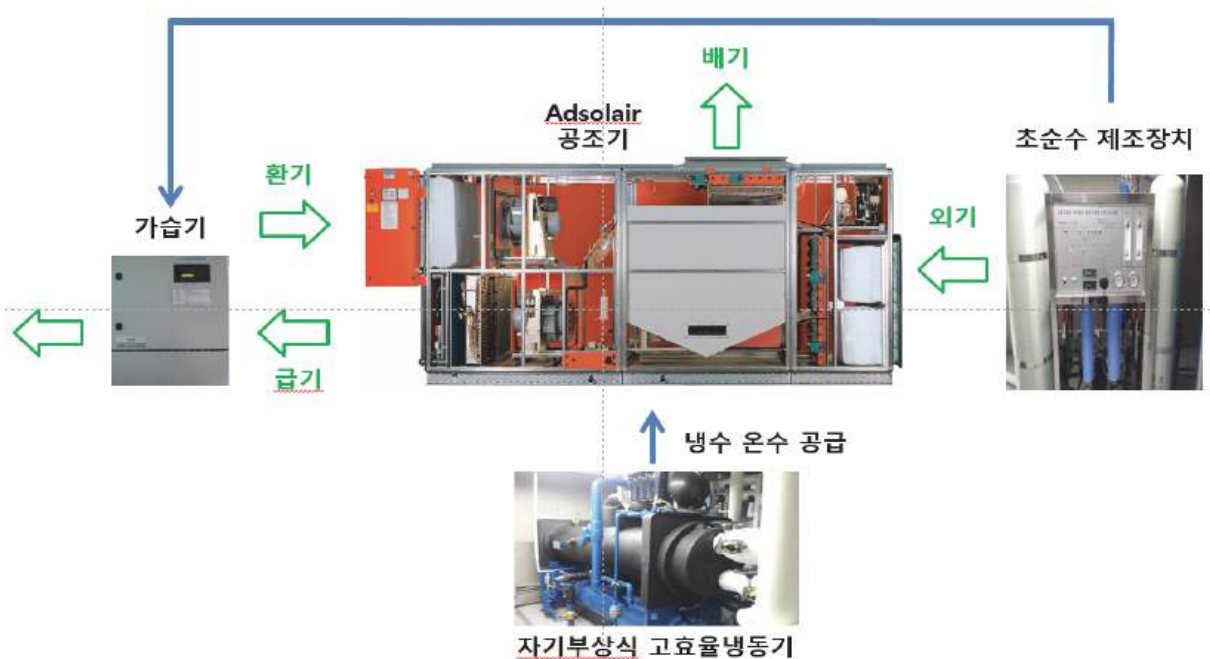 배기
Adsolair
공조기
초순수 제조장치
환기
가습기
외기
급기
냉수 온수 공급
자기부상식 고효율냉동기